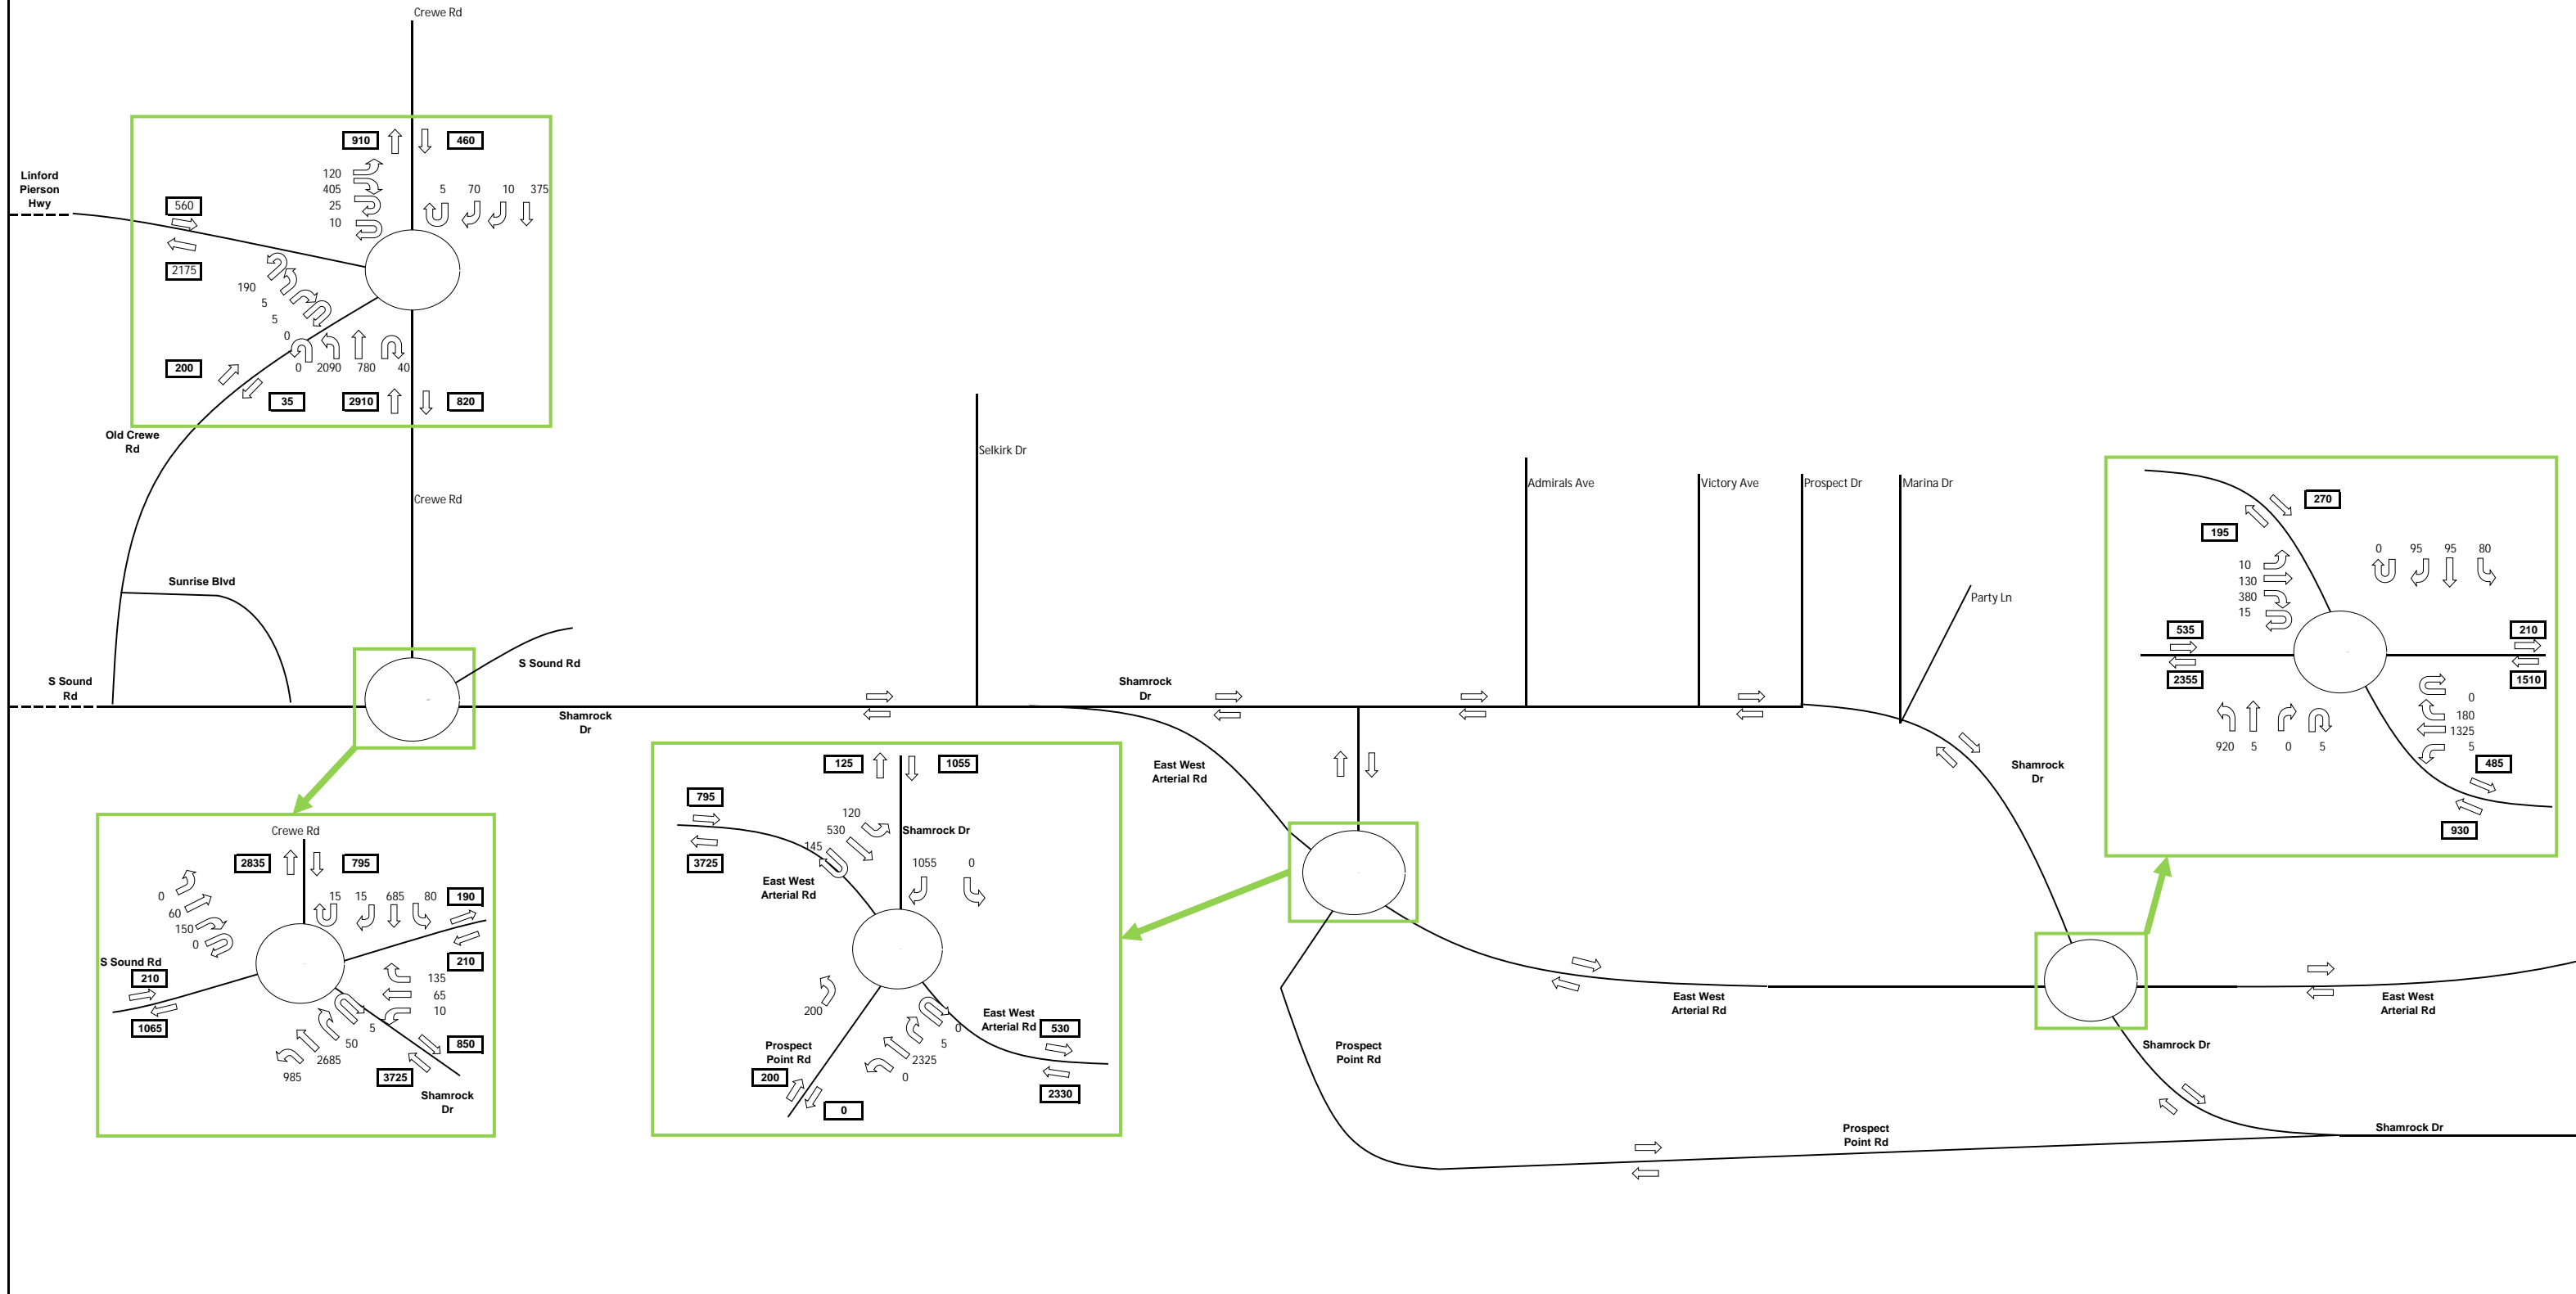 Crewe Rd
910
460
Linford
Pierson
Hwy
120
405
25
10
5 70 10 375
560
2175
190
5
5
0
0 2090 780 40
200
35
2910
820
Old Crewe
Rd
Crewe Rd
Sunrise Blvd
S Sound
Rd
S Sound Rd
Shamrock
Dr
Selkirk Dr
Shamrock
Dr
East West
Arterial Rd
Admirals Ave
Victory Ave
Prospect Dr
Marina Dr
Party Ln
Shamrock
Dr
270
195
0 95 95 80
10
130
380
15
535
2355
210
1510
0
180
1325
5
920 5 0 5
485
930
Crewe Rd
2835
795
15 15 685 80
190
0
60
150
0
S Sound Rd
210
1065
210
135
65
10
5
50
2685
985
850
3725
Shamrock
Dr
125
1055
795
3725
120
530
145
Shamrock Dr
1055 0
East West
Arterial Rd
200
Prospect
Point Rd
200
0
0
5
2325
0
East West
Arterial Rd
530
2330
East West
Arterial Rd
East West
Arterial Rd
Prospect
Point Rd
Shamrock Dr
Prospect
Point Rd
Shamrock Dr